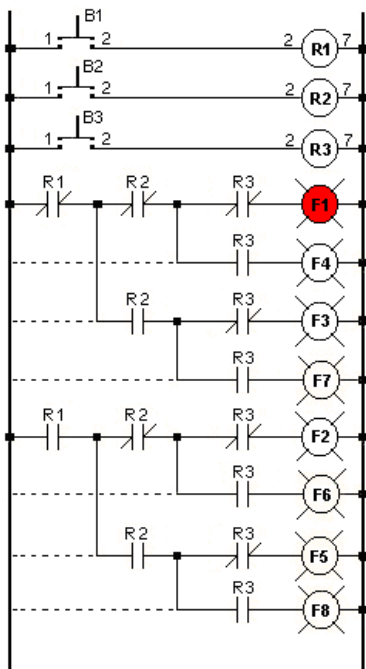 B1
1 2 2 R1 7
B2
1 2 2 R2 7
B3
1 2 2 R3 7
R1 R2 R3
F1
R3
F4
R2 R3
F3
R3
F7
R1 R2 R3
F2
R3
F6
R2 R3
F5
R3
F8